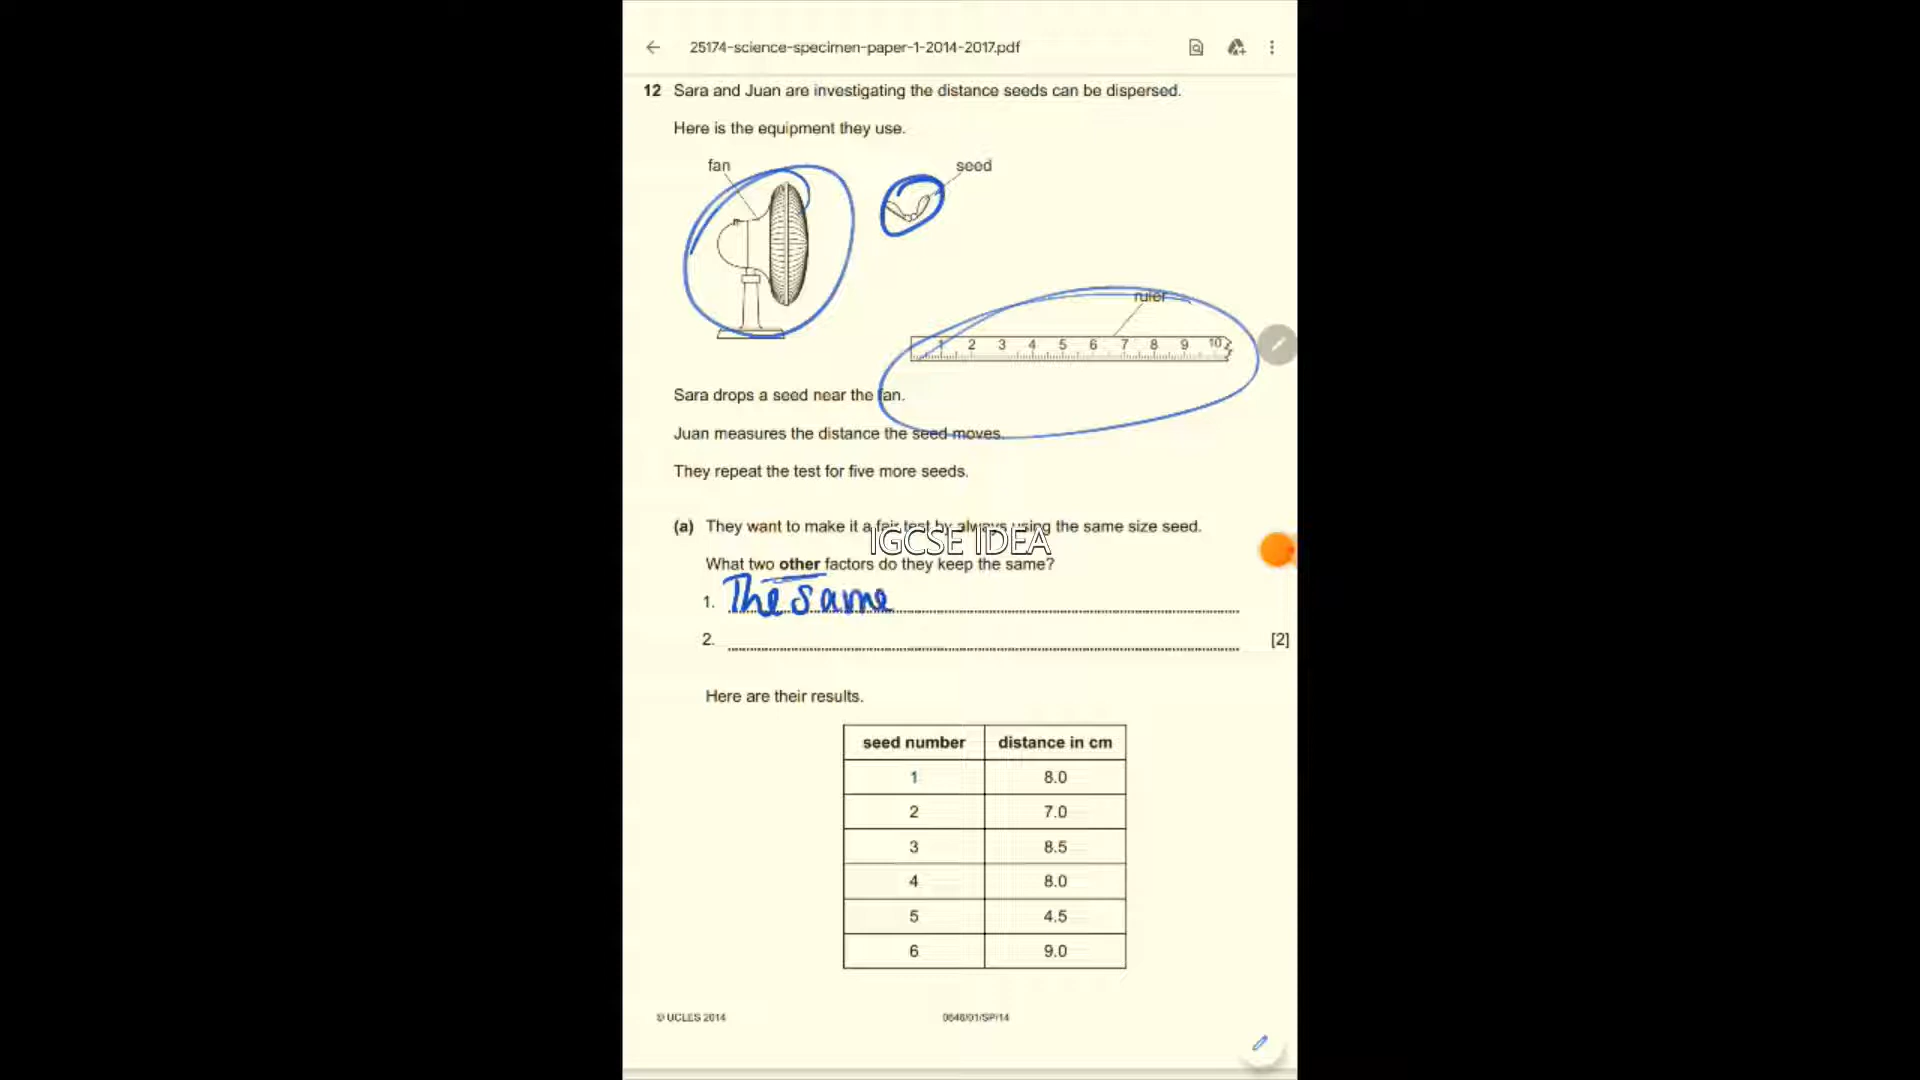 25174-science-specimen-paper-1-2014-2017.pdf
12 Sara and Juan are investigating the distance seeds can be dispersed.
Here is the equipment they use.
fan
seed
ruler
1 2 3 4 5 6 7 8 9 10
Sara drops a seed near the fan.
Juan measures the distance the seed moves.
They repeat the test for five more seeds.
(a) They want to make it a fair test by always using the same size seed.
IGCSE IDEA
What two other factors do they keep the same?
1. The same
2. [2]
Here are their results.
seed number distance in cm
1 8.0
2 7.0
3 8.5
4 8.0
5 4.5
6 9.0
© UCLES 2014 0846/01/SP/14